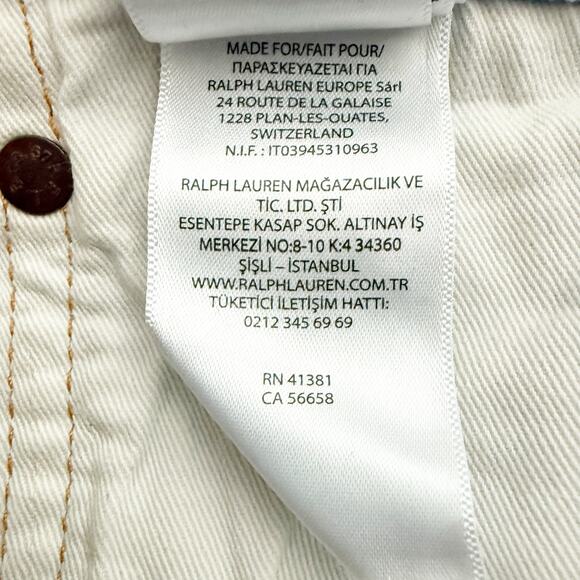 MADE FOR/FAIT POUR/
ΠΑΡΑΣΚΕΥΑΖΕΤΑΙ ΓΙΑ
RALPH LAUREN EUROPE Sárl
24 ROUTE DE LA GALAISE
1228 PLAN-LES-OUATES,
SWITZERLAND
N.I.F. : IT03945310963
RALPH LAUREN MAĞAZACILIK VE
TİC. LTD. ŞTİ
ESENTEPE KASAP SOK. ALTINAY İŞ
MERKEZİ NO:8-10 K:4 34360
ŞİŞLİ – İSTANBUL
WWW.RALPHLAUREN.COM.TR
TÜKETİCİ İLETİŞİM HATTI:
0212 345 69 69
RN 41381
CA 56658